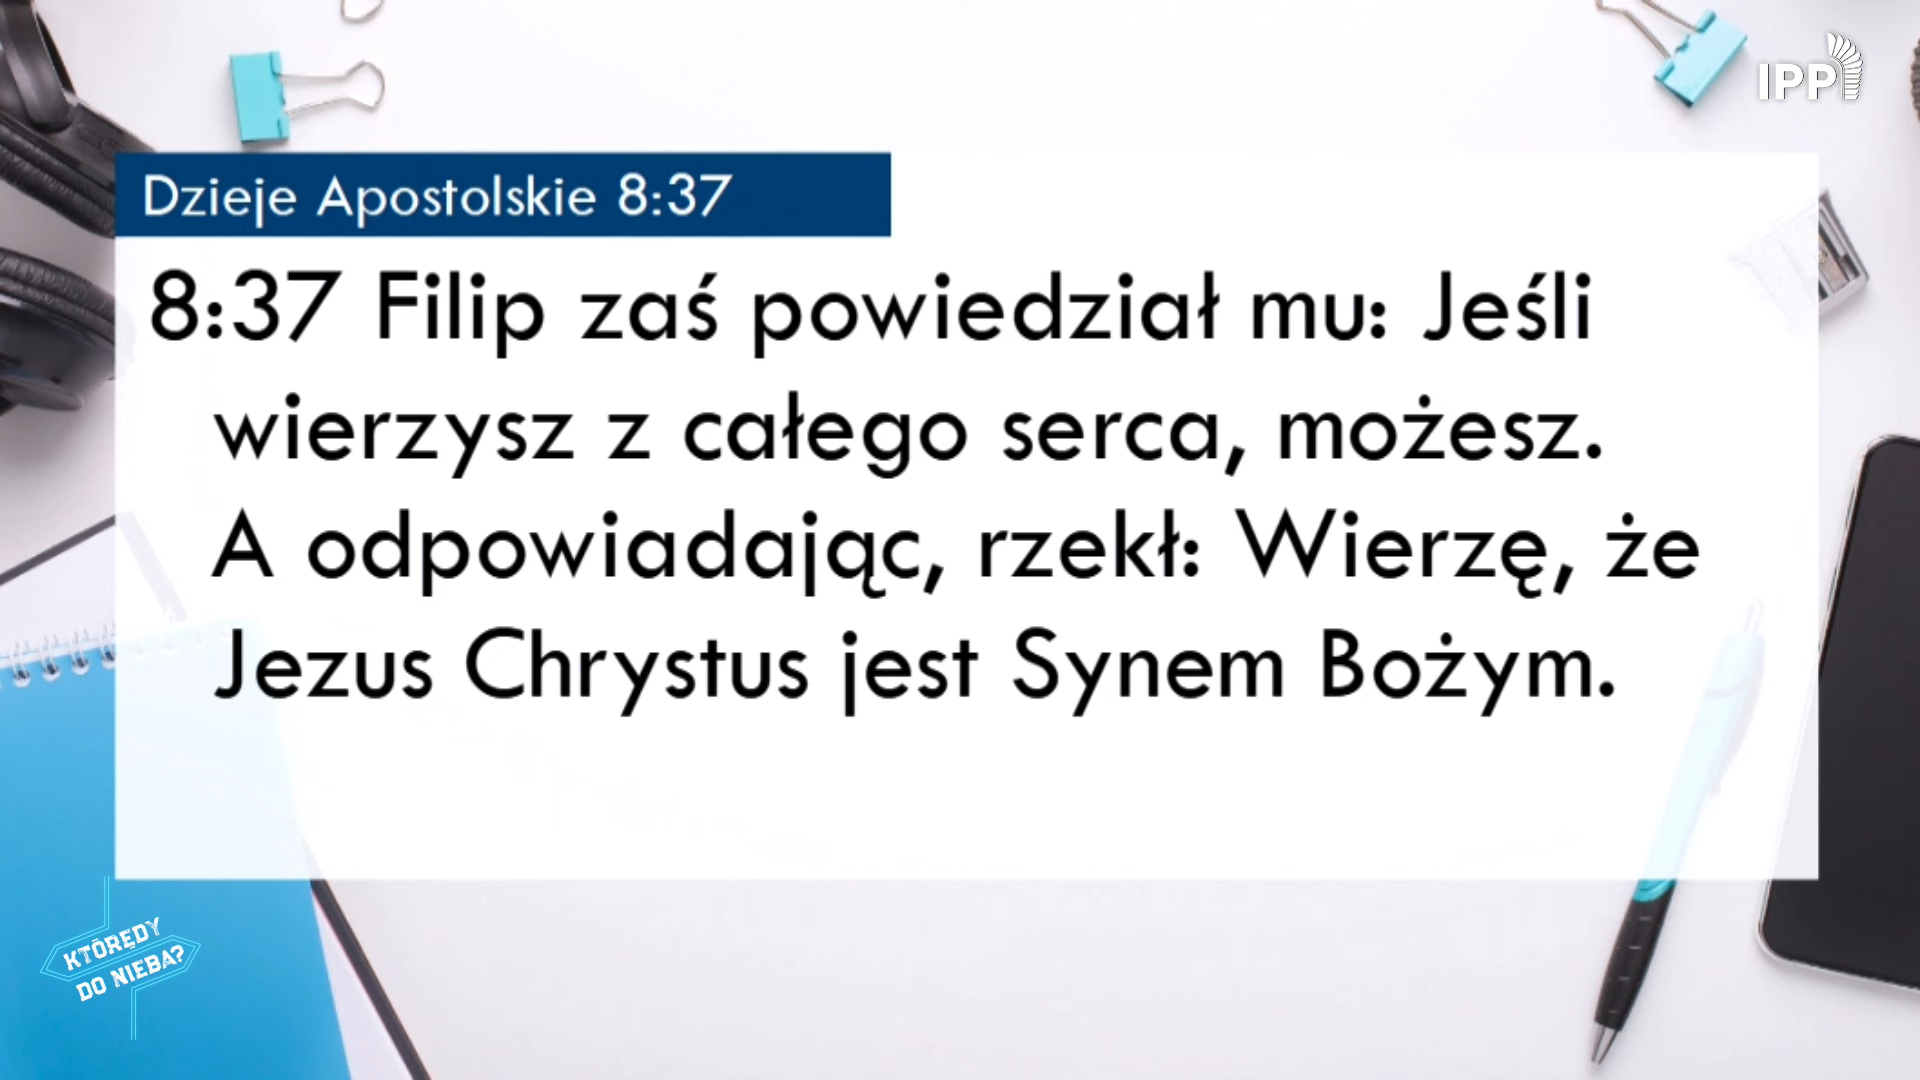 IPP
Dzieje Apostolskie 8:37
8:37 Filip zaś powiedział mu: Jeśli
wierzysz z całego serca, możesz.
A odpowiadając, rzekł: Wierzę, że
Jezus Chrystus jest Synem Bożym.
KTÓRĘDY
DO NIEBA?